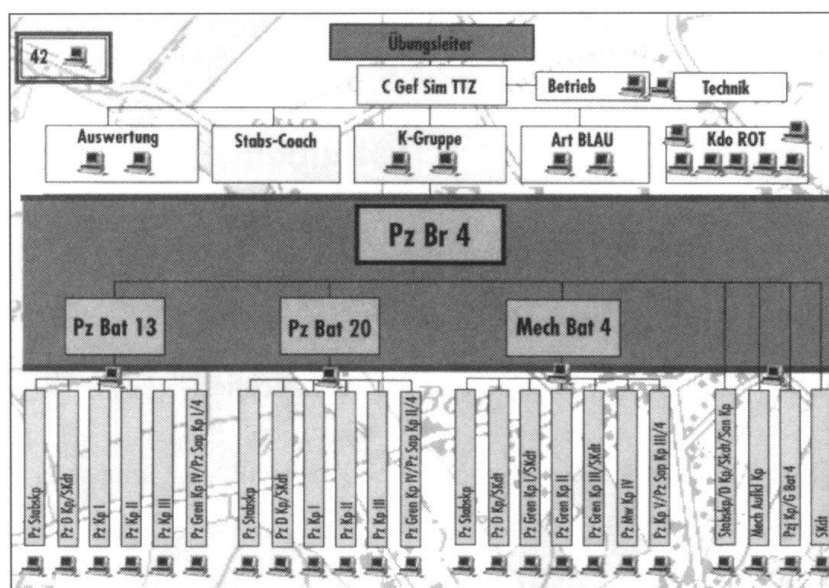 42
Übungsleiter
C Gef Sim TTZ
Betrieb
Technik
Auswertung
Stabs-Coach
K-Gruppe
Art BLAU
Kdo ROT
Pz Br 4
Pz Bat 13
Pz Bat 20
Mech Bat 4
Pz Stabskp
Pz D Kp/SKdt
Pz Kp I
Pz Kp II
Pz Kp III
Pz Gren Kp IV/Pz Sap Kp I/4
Pz Stabskp
Pz D Kp/SKdt
Pz Kp I
Pz Kp II
Pz Kp III
Pz Gren Kp IV/Pz Sap Kp II/4
Pz Stabskp
Pz D Kp/SKdt
Pz Gren Kp I/SKdt
Pz Gren Kp II
Pz Gren Kp III/SKdt
Pz Mw Kp IV
Pz Kp V/Pz Sap Kp III/4
Stabskp/D Kp/Skdt/San Kp
Mech Aufkl Kp
Pzj Kp/G Bat 4
SKdt